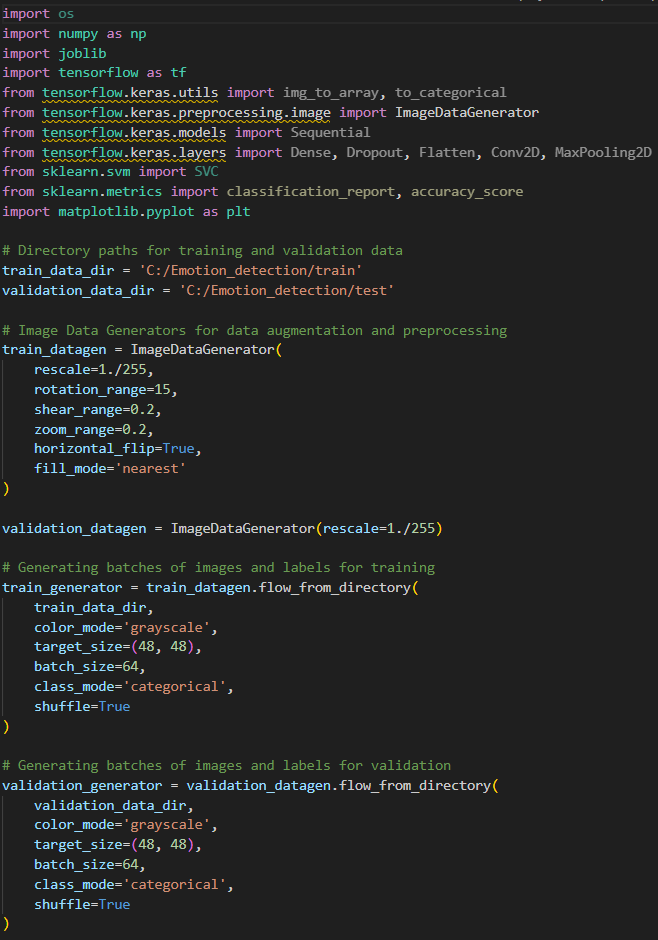 import os
import numpy as np
import joblib
import tensorflow as tf
from tensorflow.keras.utils import img_to_array, to_categorical
from tensorflow.keras.preprocessing.image import ImageDataGenerator
from tensorflow.keras.models import Sequential
from tensorflow.keras.layers import Dense, Dropout, Flatten, Conv2D, MaxPooling2D
from sklearn.svm import SVC
from sklearn.metrics import classification_report, accuracy_score
import matplotlib.pyplot as plt

# Directory paths for training and validation data
train_data_dir = 'C:/Emotion_detection/train'
validation_data_dir = 'C:/Emotion_detection/test'

# Image Data Generators for data augmentation and preprocessing
train_datagen = ImageDataGenerator(
    rescale=1./255,
    rotation_range=15,
    shear_range=0.2,
    zoom_range=0.2,
    horizontal_flip=True,
    fill_mode='nearest'
)

validation_datagen = ImageDataGenerator(rescale=1./255)

# Generating batches of images and labels for training
train_generator = train_datagen.flow_from_directory(
    train_data_dir,
    color_mode='grayscale',
    target_size=(48, 48),
    batch_size=64,
    class_mode='categorical',
    shuffle=True
)

# Generating batches of images and labels for validation
validation_generator = validation_datagen.flow_from_directory(
    validation_data_dir,
    color_mode='grayscale',
    target_size=(48, 48),
    batch_size=64,
    class_mode='categorical',
    shuffle=True
)